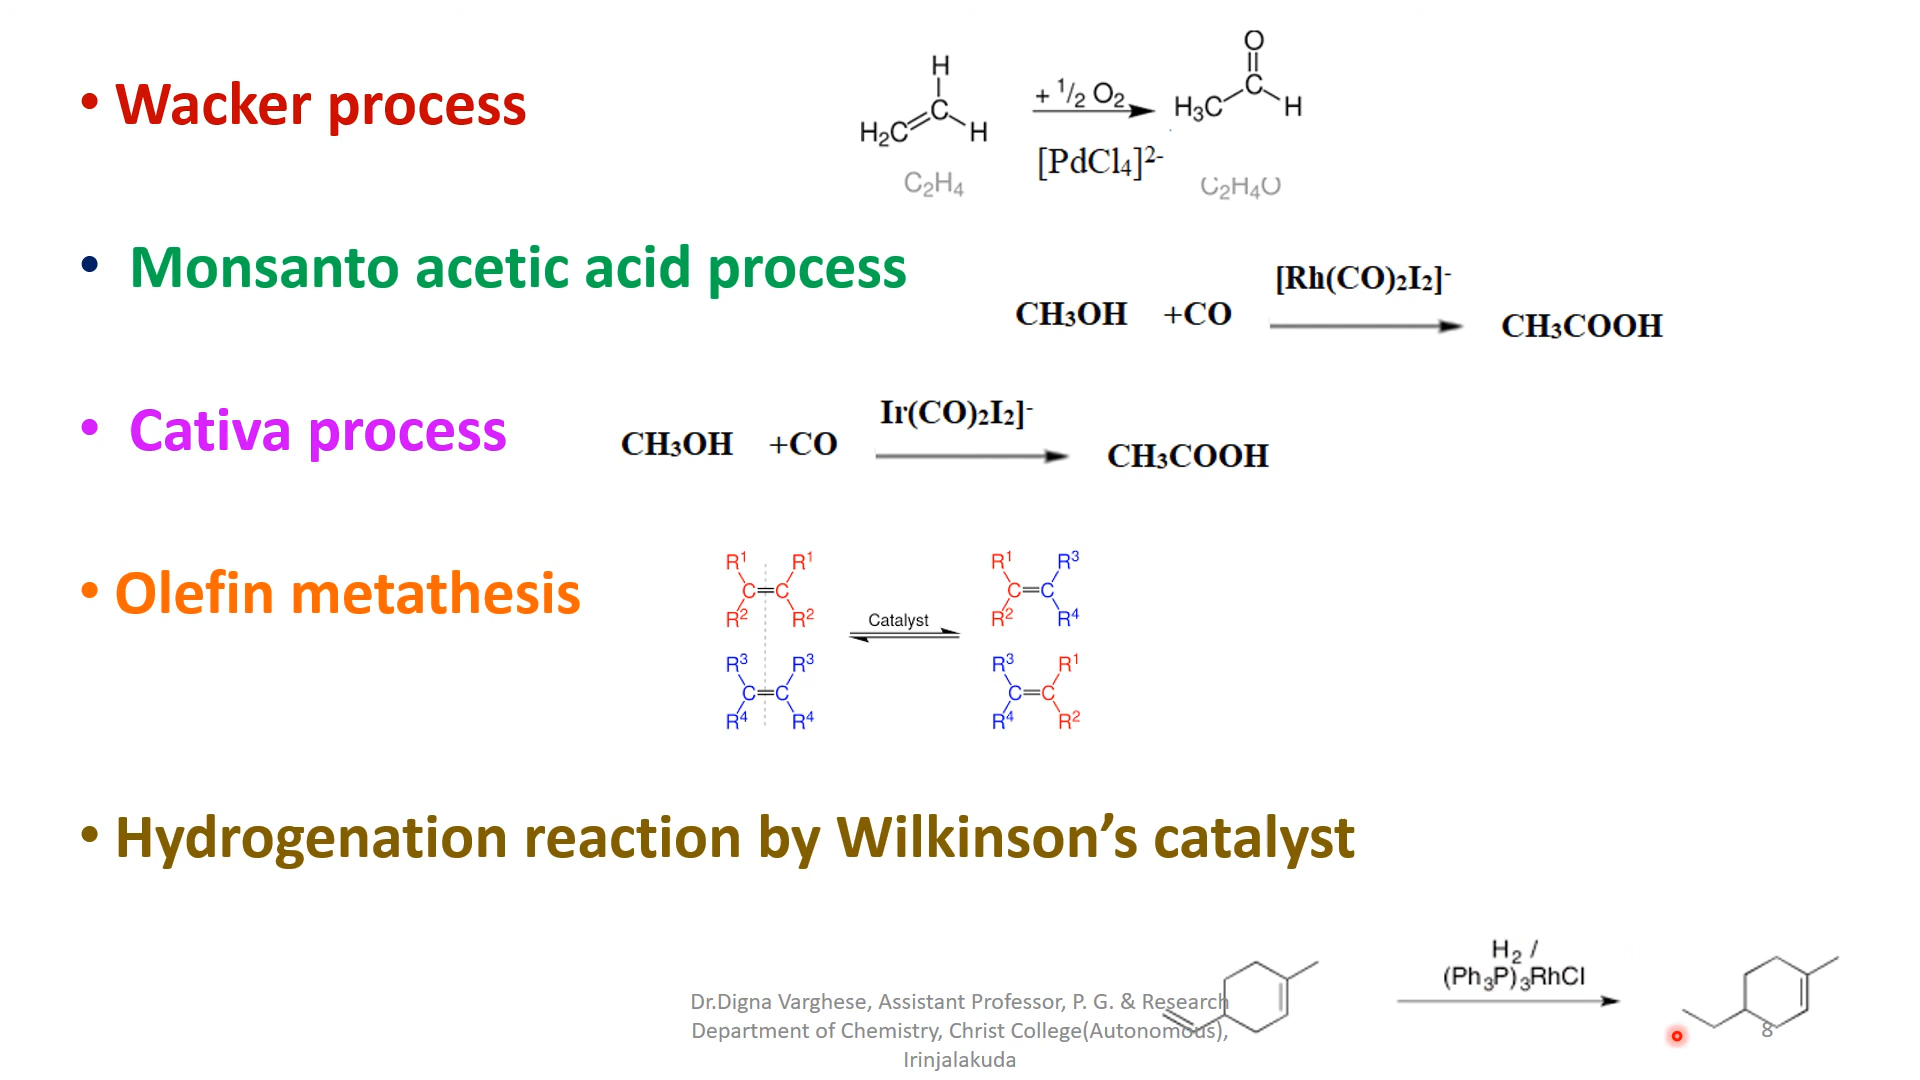 • Wacker process
H
H₂C=C H
C₂H₄
+ ¹/₂ O₂
[PdCl₄]²⁻
O
H₃C C H
C₂H₄O
• Monsanto acetic acid process
CH₃OH +CO
[Rh(CO)₂I₂]⁻
CH₃COOH
• Cativa process
CH₃OH +CO
Ir(CO)₂I₂]⁻
CH₃COOH
• Olefin metathesis
R¹ R¹
C=C
R² R²
R³ R³
C=C
R⁴ R⁴
Catalyst
R¹ R³
C=C
R² R⁴
R³ R¹
C=C
R⁴ R²
• Hydrogenation reaction by Wilkinson’s catalyst
H₂ /
(Ph₃P)₃RhCl
Dr.Digna Varghese, Assistant Professor, P. G. & Research
Department of Chemistry, Christ College(Autonomous),
Irinjalakuda
8